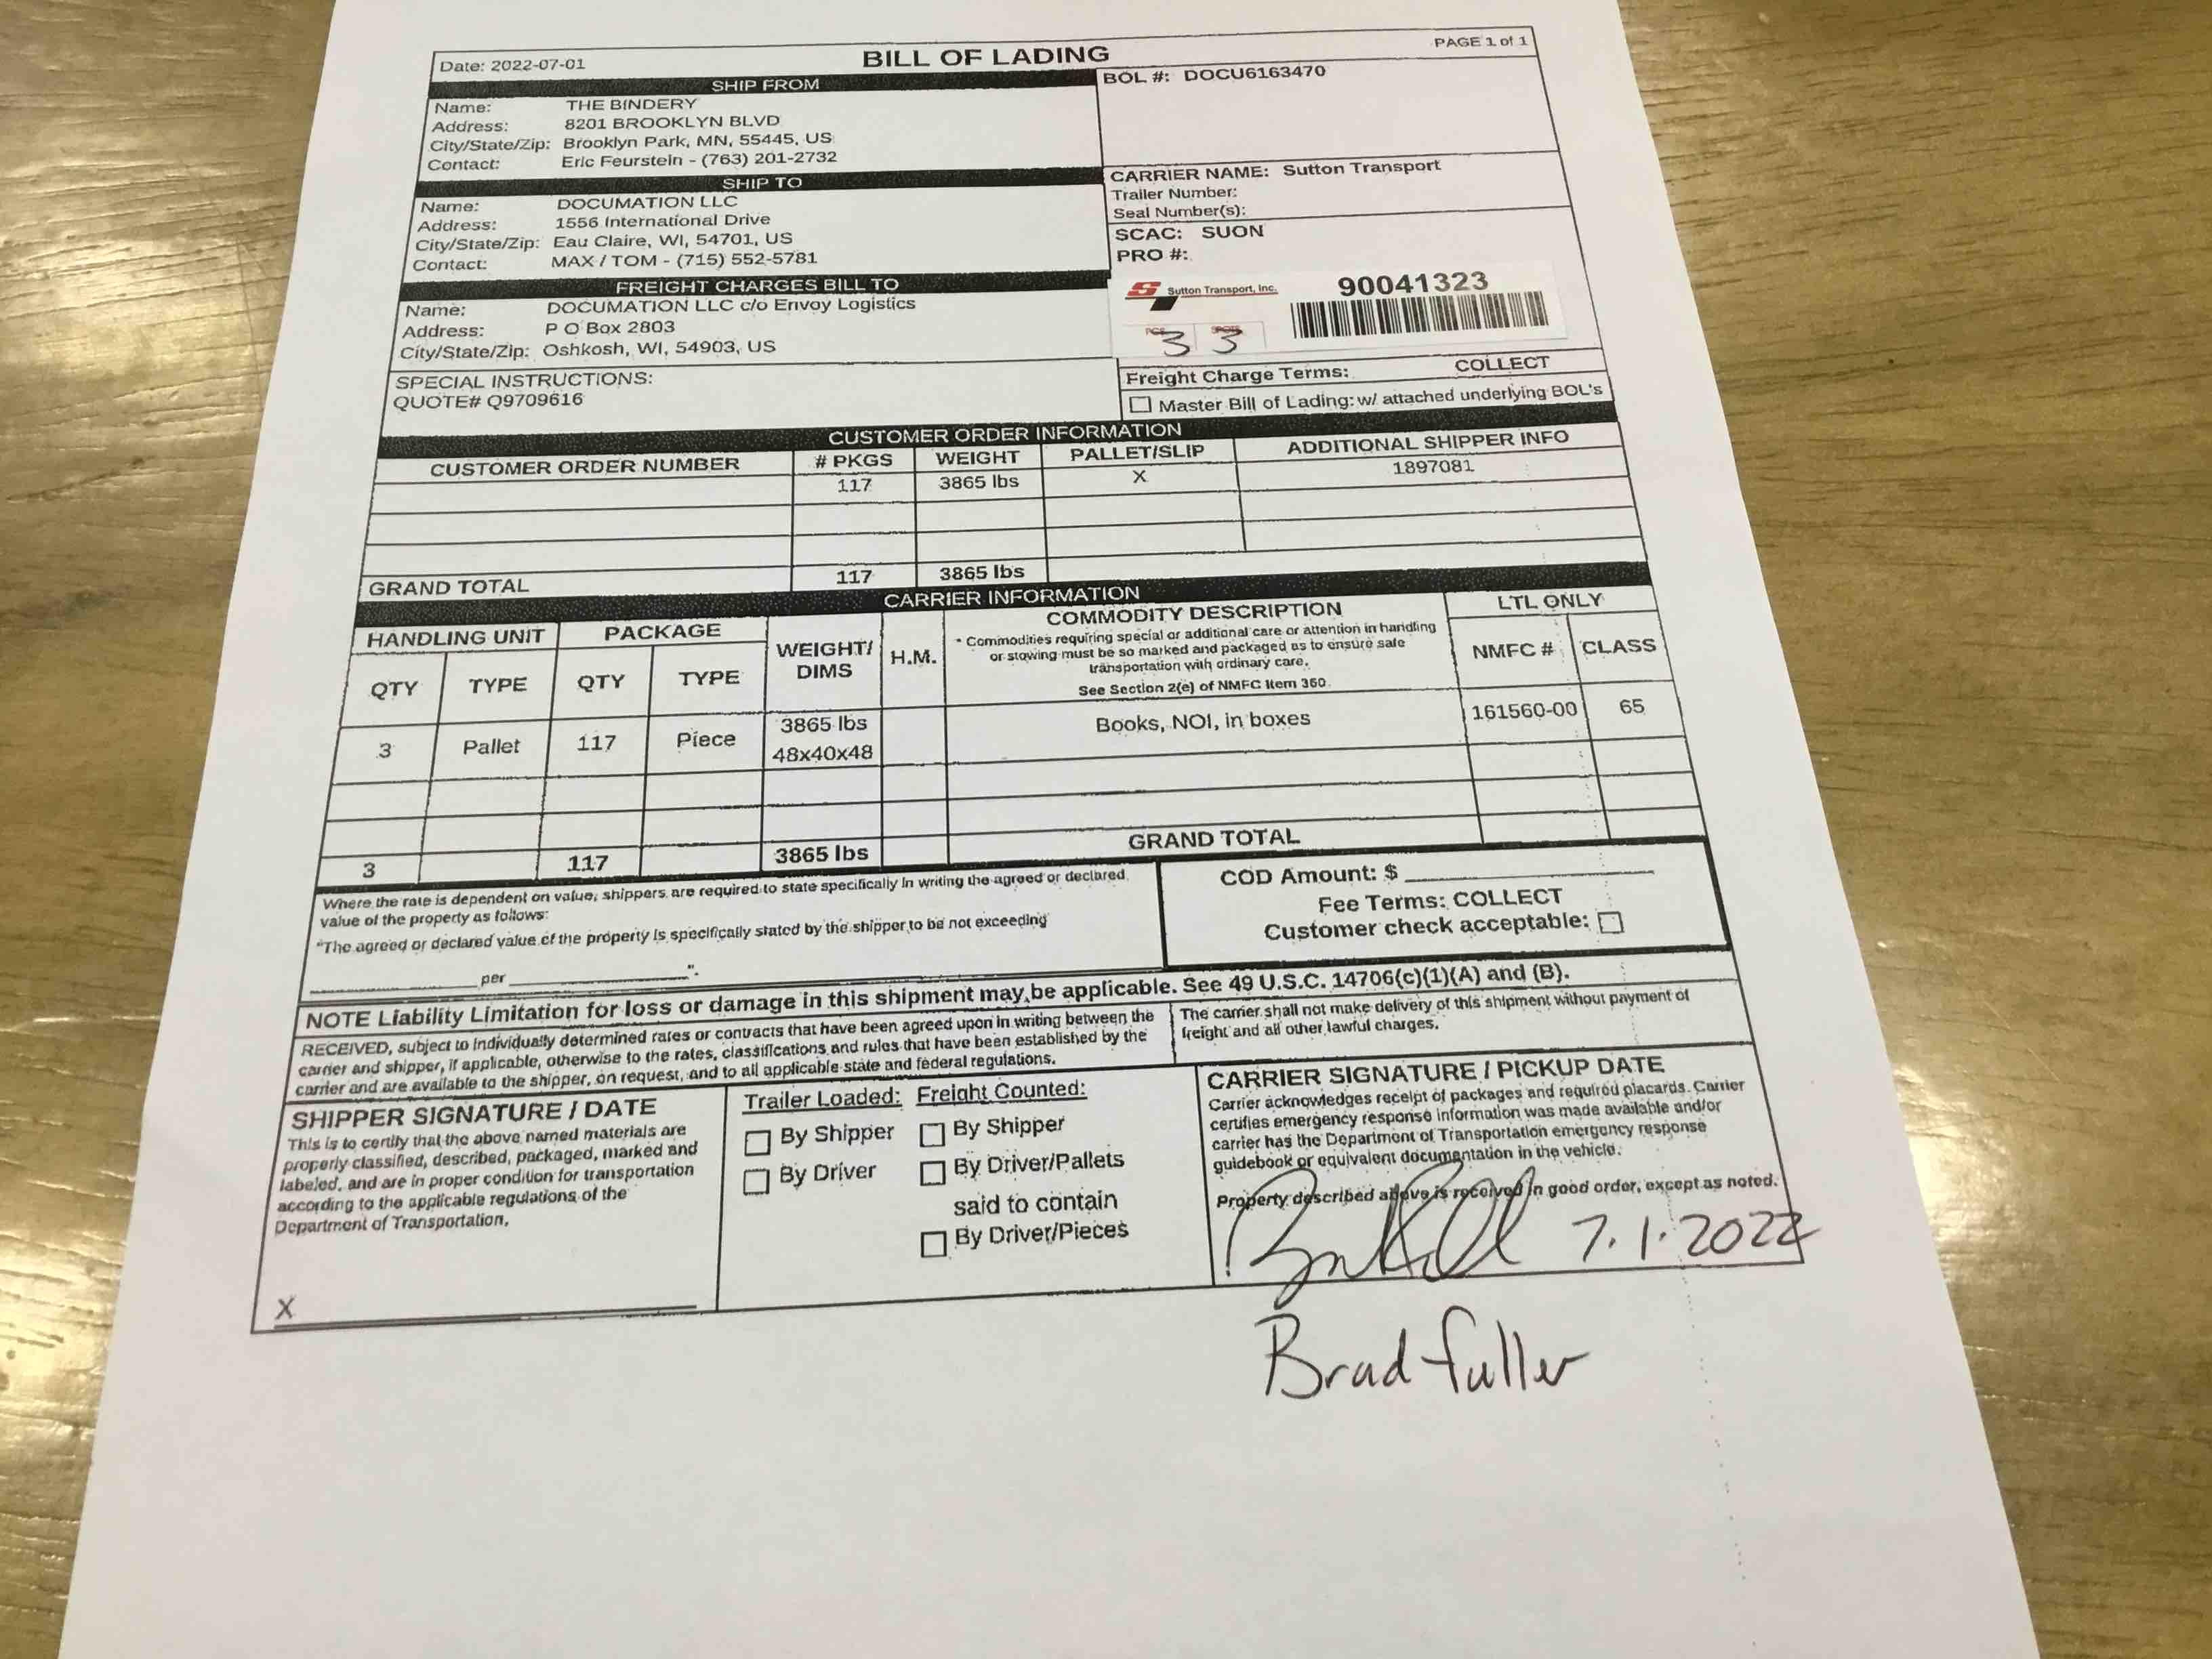 Date: 2022-07-01
BILL OF LADING
PAGE 1 of 1
SHIP FROM
Name: THE BINDERY
Address: 8201 BROOKLYN BLVD
City/State/Zip: Brooklyn Park, MN, 55445, US
Contact: Eric Feurstein - (763) 201-2732
BOL #: DOCU6163470
SHIP TO
Name: DOCUMATION LLC
Address: 1556 International Drive
City/State/Zip: Eau Claire, WI, 54701, US
Contact: MAX / TOM - (715) 552-5781
CARRIER NAME: Sutton Transport
Trailer Number:
Seal Number(s):
SCAC: SUON
PRO #:
FREIGHT CHARGES BILL TO
Name: DOCUMATION LLC c/o Envoy Logistics
Address: P O Box 2803
City/State/Zip: Oshkosh, WI, 54903, US
S Sutton Transport, Inc. 90041323
PCS 3 3
SPECIAL INSTRUCTIONS:
QUOTE# Q9709616
Freight Charge Terms: COLLECT
Master Bill of Lading: w/ attached underlying BOL's
CUSTOMER ORDER INFORMATION
CUSTOMER ORDER NUMBER # PKGS WEIGHT PALLET/SLIP ADDITIONAL SHIPPER INFO
117 3865 lbs X 1897081
GRAND TOTAL 117 3865 lbs
CARRIER INFORMATION
HANDLING UNIT PACKAGE WEIGHT/ DIMS H.M. COMMODITY DESCRIPTION LTL ONLY
* Commodities requiring special or additional care or attention in handling
or stowing must be so marked and packaged as to ensure safe
transportation with ordinary care.
See Section 2(e) of NMFC Item 360
QTY TYPE QTY TYPE NMFC # CLASS
3 Pallet 117 Piece 3865 lbs Books, NOI, in boxes 161560-00 65
48x40x48
3 117 3865 lbs GRAND TOTAL
Where the rate is dependent on value, shippers are required to state specifically in writing the agreed or declared
value of the property as follows:
"The agreed or declared value of the property is specifically stated by the shipper to be not exceeding
per ".
COD Amount: $
Fee Terms: COLLECT
Customer check acceptable:
NOTE Liability Limitation for loss or damage in this shipment may be applicable. See 49 U.S.C. 14706(c)(1)(A) and (B).
RECEIVED, subject to individually determined rates or contracts that have been agreed upon in writing between the
carrier and shipper, if applicable, otherwise to the rates, classifications and rules that have been established by the
carrier and are available to the shipper, on request, and to all applicable state and federal regulations.
The carrier shall not make delivery of this shipment without payment of
freight and all other lawful charges.
SHIPPER SIGNATURE / DATE
This is to certify that the above named materials are
properly classified, described, packaged, marked and
labeled, and are in proper condition for transportation
according to the applicable regulations of the
Department of Transportation.
X
Trailer Loaded: Freight Counted:
By Shipper By Shipper
By Driver By Driver/Pallets
said to contain
By Driver/Pieces
CARRIER SIGNATURE / PICKUP DATE
Carrier acknowledges receipt of packages and required placards. Carrier
certifies emergency response information was made available and/or
carrier has the Department of Transportation emergency response
guidebook or equivalent documentation in the vehicle.
Property described above is received in good order, except as noted.
7.1.2022
Brad fuller